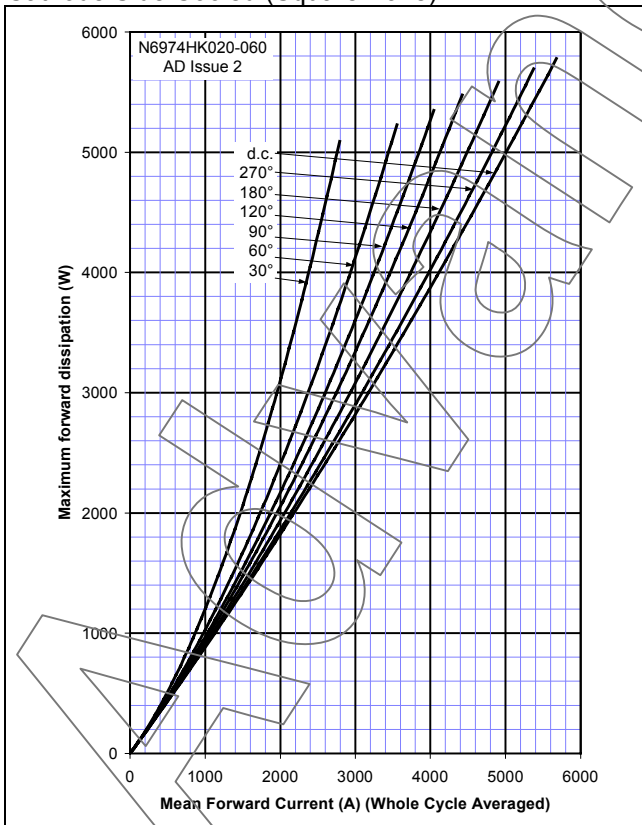 N6974HK020-060
AD Issue 2
6000
5000
4000
3000
2000
1000
0
d.c.
270°
180°
120°
90°
60°
30°
Maximum forward dissipation (W)
0 1000 2000 3000 4000 5000 6000
Mean Forward Current (A) (Whole Cycle Averaged)